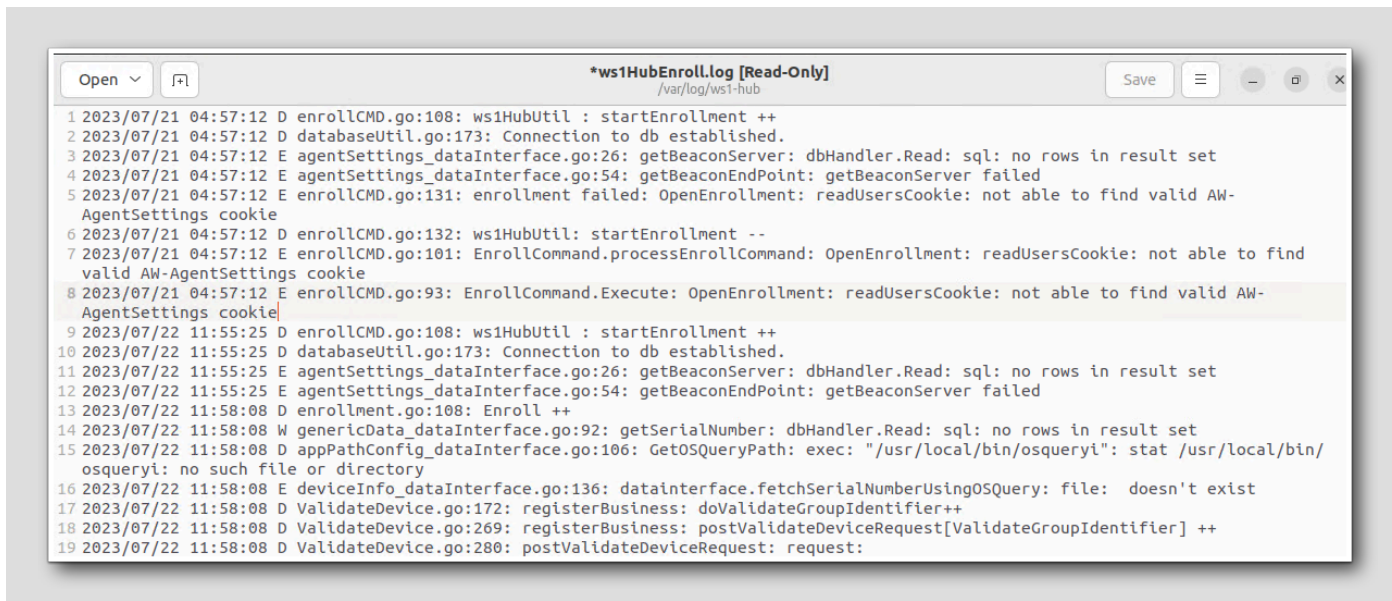 Open
*ws1HubEnroll.log [Read-Only]
/var/log/ws1-hub
Save
1 2023/07/21 04:57:12 D enrollCMD.go:108: ws1HubUtil : startEnrollment ++
2 2023/07/21 04:57:12 D databaseUtil.go:173: Connection to db established.
3 2023/07/21 04:57:12 E agentSettings_dataInterface.go:26: getBeaconServer: dbHandler.Read: sql: no rows in result set
4 2023/07/21 04:57:12 E agentSettings_dataInterface.go:54: getBeaconEndPoint: getBeaconServer failed
5 2023/07/21 04:57:12 E enrollCMD.go:131: enrollment failed: OpenEnrollment: readUsersCookie: not able to find valid AW-
AgentSettings cookie
6 2023/07/21 04:57:12 D enrollCMD.go:132: ws1HubUtil: startEnrollment --
7 2023/07/21 04:57:12 E enrollCMD.go:101: EnrollCommand.processEnrollCommand: OpenEnrollment: readUsersCookie: not able to find
valid AW-AgentSettings cookie
8 2023/07/21 04:57:12 E enrollCMD.go:93: EnrollCommand.Execute: OpenEnrollment: readUsersCookie: not able to find valid AW-
AgentSettings cookie
9 2023/07/22 11:55:25 D enrollCMD.go:108: ws1HubUtil : startEnrollment ++
10 2023/07/22 11:55:25 D databaseUtil.go:173: Connection to db established.
11 2023/07/22 11:55:25 E agentSettings_dataInterface.go:26: getBeaconServer: dbHandler.Read: sql: no rows in result set
12 2023/07/22 11:55:25 E agentSettings_dataInterface.go:54: getBeaconEndPoint: getBeaconServer failed
13 2023/07/22 11:58:08 D enrollment.go:108: Enroll ++
14 2023/07/22 11:58:08 W genericData_dataInterface.go:92: getSerialNumber: dbHandler.Read: sql: no rows in result set
15 2023/07/22 11:58:08 D appPathConfig_dataInterface.go:106: GetOSQueryPath: exec: "/usr/local/bin/osqueryi": stat /usr/local/bin/
osqueryi: no such file or directory
16 2023/07/22 11:58:08 E deviceInfo_dataInterface.go:136: datainterface.fetchSerialNumberUsingOSQuery: file:  doesn't exist
17 2023/07/22 11:58:08 D ValidateDevice.go:172: registerBusiness: doValidateGroupIdentifier++
18 2023/07/22 11:58:08 D ValidateDevice.go:269: registerBusiness: postValidateDeviceRequest[ValidateGroupIdentifier] ++
19 2023/07/22 11:58:08 D ValidateDevice.go:280: postValidateDeviceRequest: request: